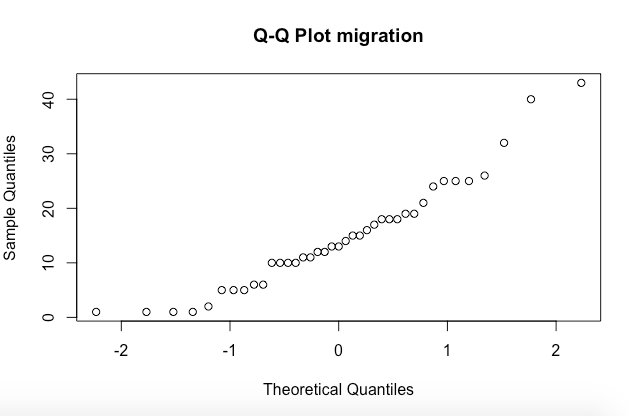 Q-Q Plot migration
Sample Quantiles
40
30
20
10
0
-2 -1 0 1 2
Theoretical Quantiles